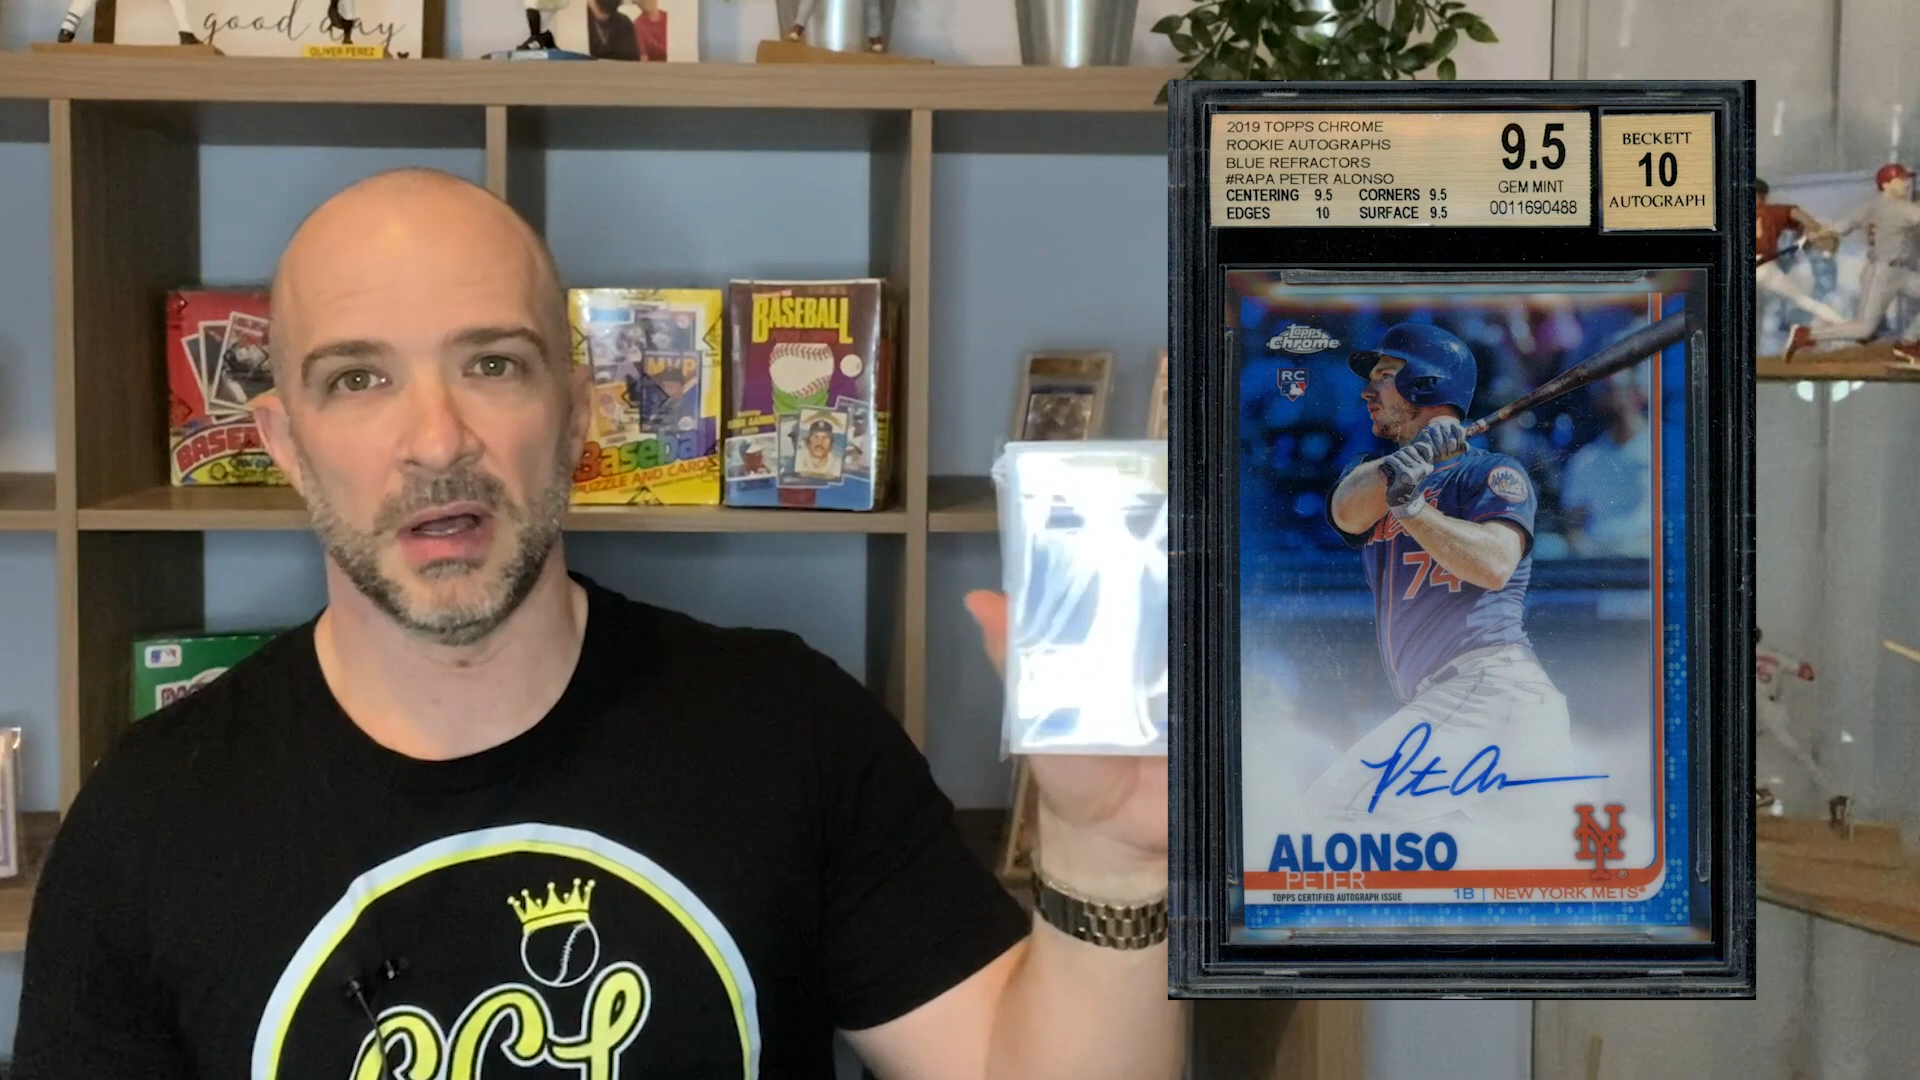 good day
OLIVER PEREZ
BASEBALL
MVP
Baseball
PUZZLE AND CARDS
2019 TOPPS CHROME
ROOKIE AUTOGRAPHS
BLUE REFRACTORS
#RAPA PETER ALONSO
CENTERING 9.5 CORNERS 9.5
EDGES 10 SURFACE 9.5
9.5
GEM MINT
0011690488
BECKETT
10
AUTOGRAPH
Topps
Chrome
RC
74
ALONSO
PETER
TOPPS CERTIFIED AUTOGRAPH ISSUE
1B | NEW YORK METS
NY